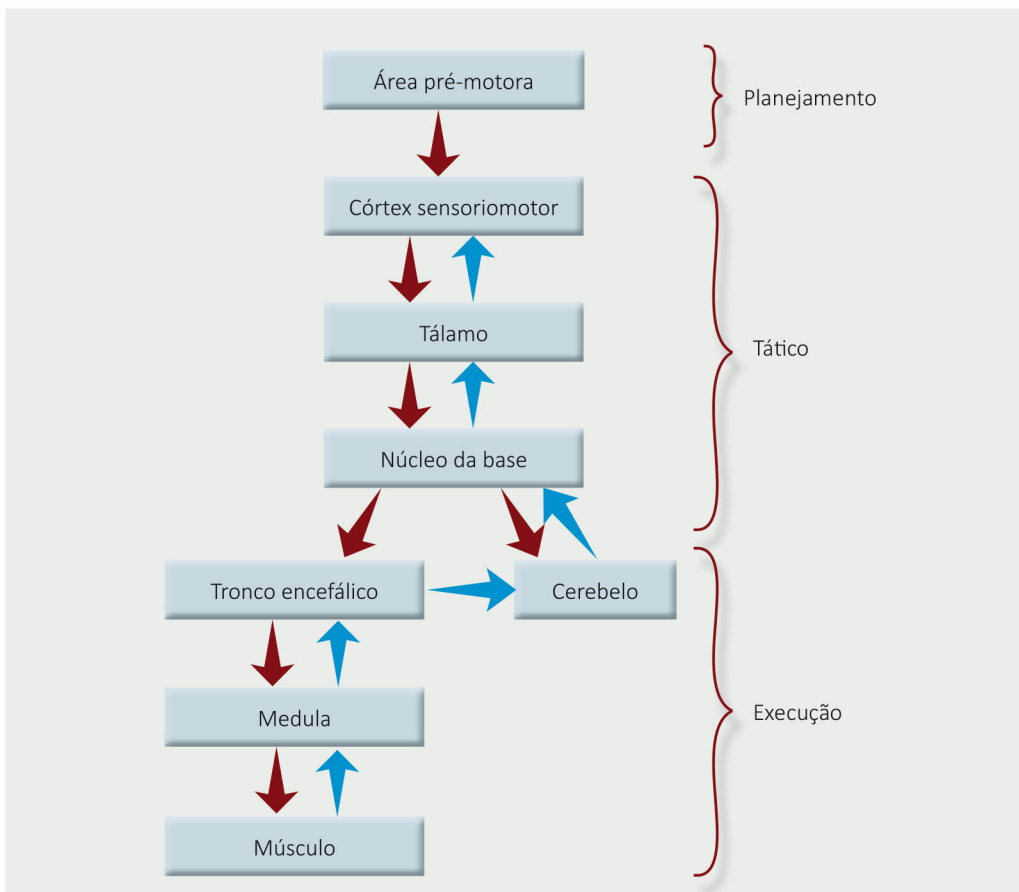 Área pré-motora
Planejamento
Córtex sensoriomotor
Tálamo
Tático
Núcleo da base
Tronco encefálico
Cerebelo
Medula
Execução
Músculo